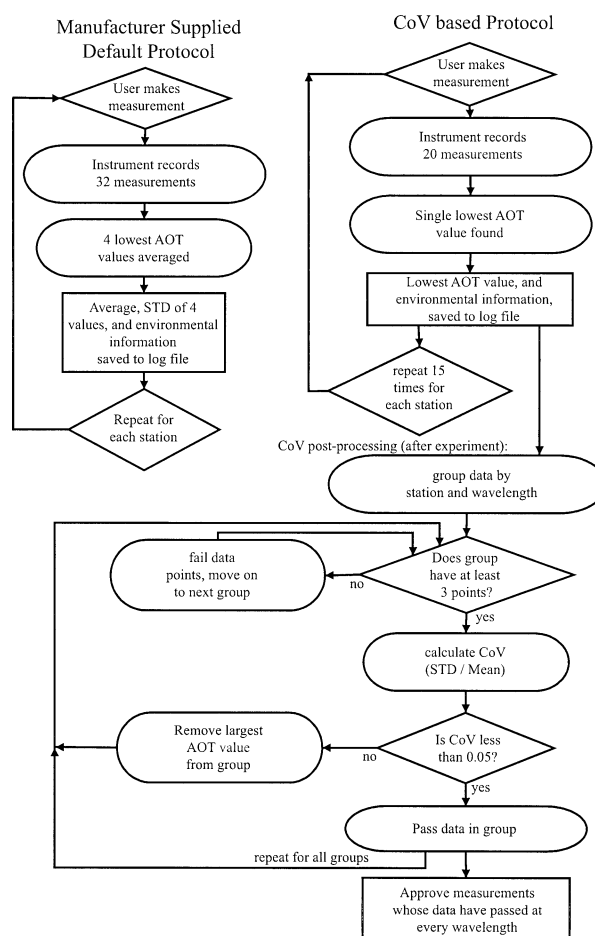 Manufacturer Supplied
Default Protocol
User makes
measurement
Instrument records
32 measurements
4 lowest AOT
values averaged
Average, STD of 4
values, and environmental
information
saved to log file
Repeat for
each station
CoV based Protocol
User makes
measurement
Instrument records
20 measurements
Single lowest AOT
value found
Lowest AOT value, and
environmental information,
saved to log file
repeat 15
times for
each station
CoV post-processing (after experiment):
group data by
station and wavelength
Does group
have at least
3 points?
no
fail data
points, move on
to next group
yes
calculate CoV
(STD / Mean)
Is CoV less
than 0.05?
no
Remove largest
AOT value
from group
yes
Pass data in group
repeat for all groups
Approve measurements
whose data have passed at
every wavelength